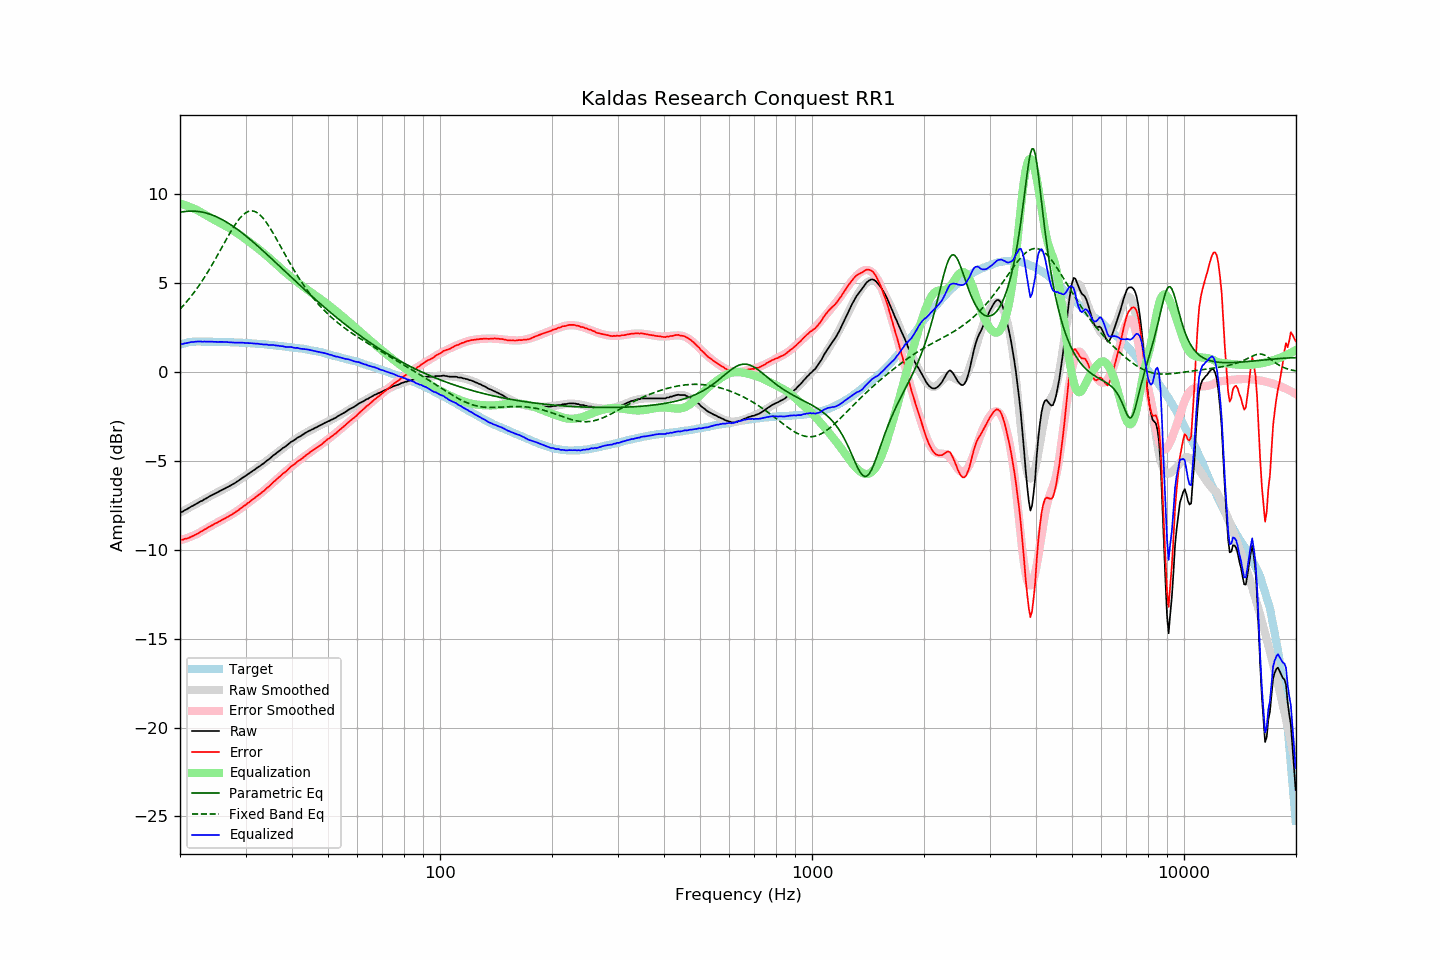 Kaldas Research Conquest RR1
10
5
0
−5
−10
−15
−20
−25
Amplitude (dBr)
Target
Raw Smoothed
Error Smoothed
Raw
Error
Equalization
Parametric Eq
Fixed Band Eq
Equalized
100
1000
10000
Frequency (Hz)